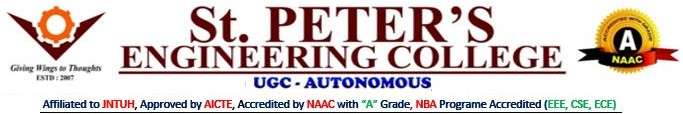 St. PETER'S
ENGINEERING COLLEGE
UGC - AUTONOMOUS
Giving Wings to Thoughts
ESTD : 2007
ACCREDITED WITH GRADE
A
NAAC
Affiliated to JNTUH, Approved by AICTE, Accredited by NAAC with “A” Grade, NBA Programe Accredited (EEE, CSE, ECE)